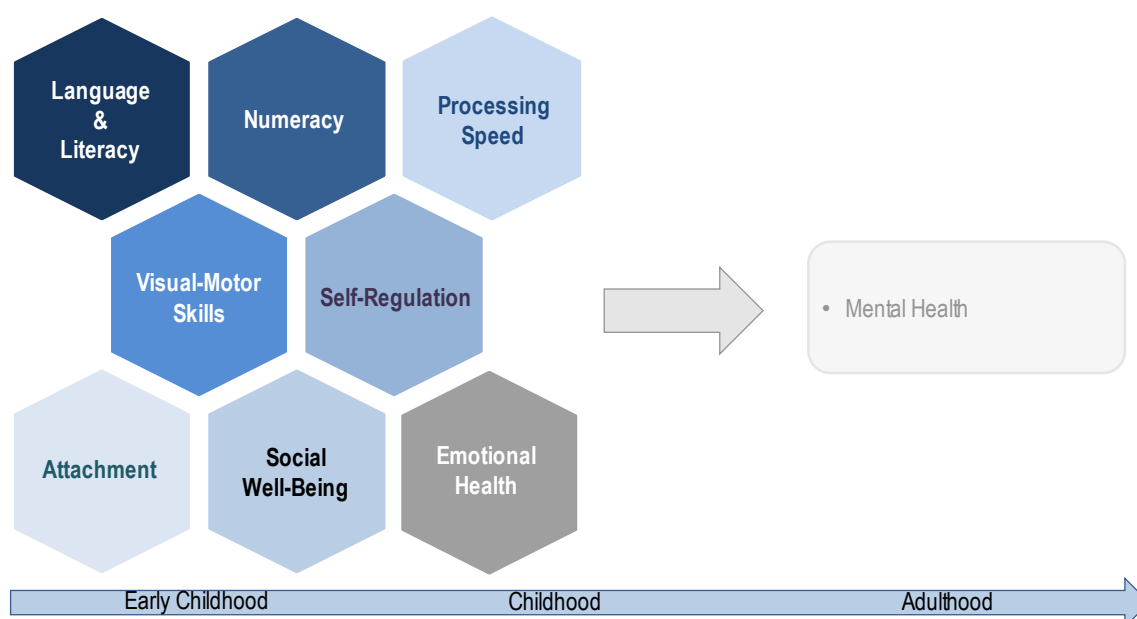 Language
&
Literacy
Numeracy
Processing
Speed
Visual-Motor
Skills
Self-Regulation
• Mental Health
Attachment
Social
Well-Being
Emotional
Health
Early Childhood
Childhood
Adulthood